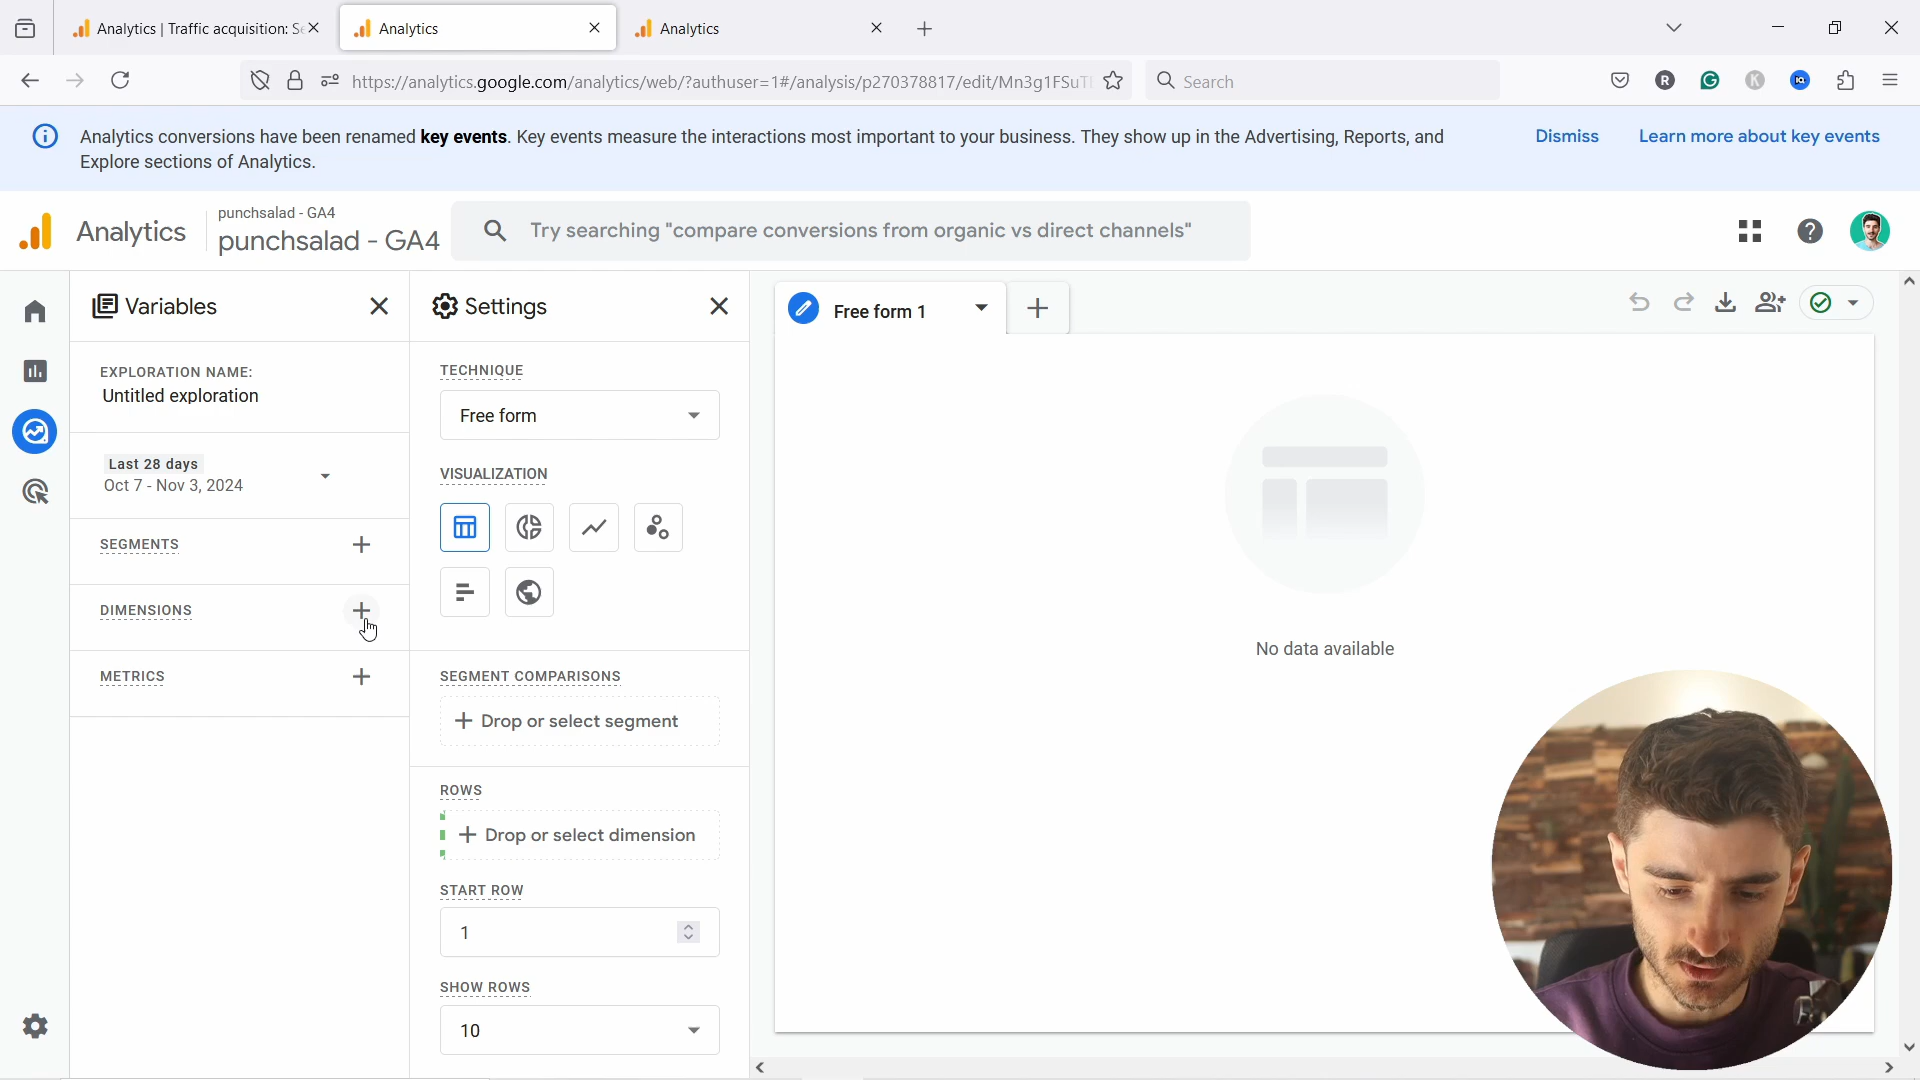 Analytics | Traffic acquisition: Se
Analytics
Analytics
https://analytics.google.com/analytics/web/?authuser=1#/analysis/p270378817/edit/Mn3g1FSuT
Search
Analytics conversions have been renamed key events. Key events measure the interactions most important to your business. They show up in the Advertising, Reports, and
Explore sections of Analytics.
Dismiss
Learn more about key events
Analytics
punchsalad - GA4
punchsalad - GA4
Try searching "compare conversions from organic vs direct channels"
Variables
EXPLORATION NAME:
Untitled exploration
Last 28 days
Oct 7 - Nov 3, 2024
SEGMENTS
DIMENSIONS
METRICS
Settings
TECHNIQUE
Free form
VISUALIZATION
SEGMENT COMPARISONS
Drop or select segment
ROWS
Drop or select dimension
START ROW
1
SHOW ROWS
10
Free form 1
No data available